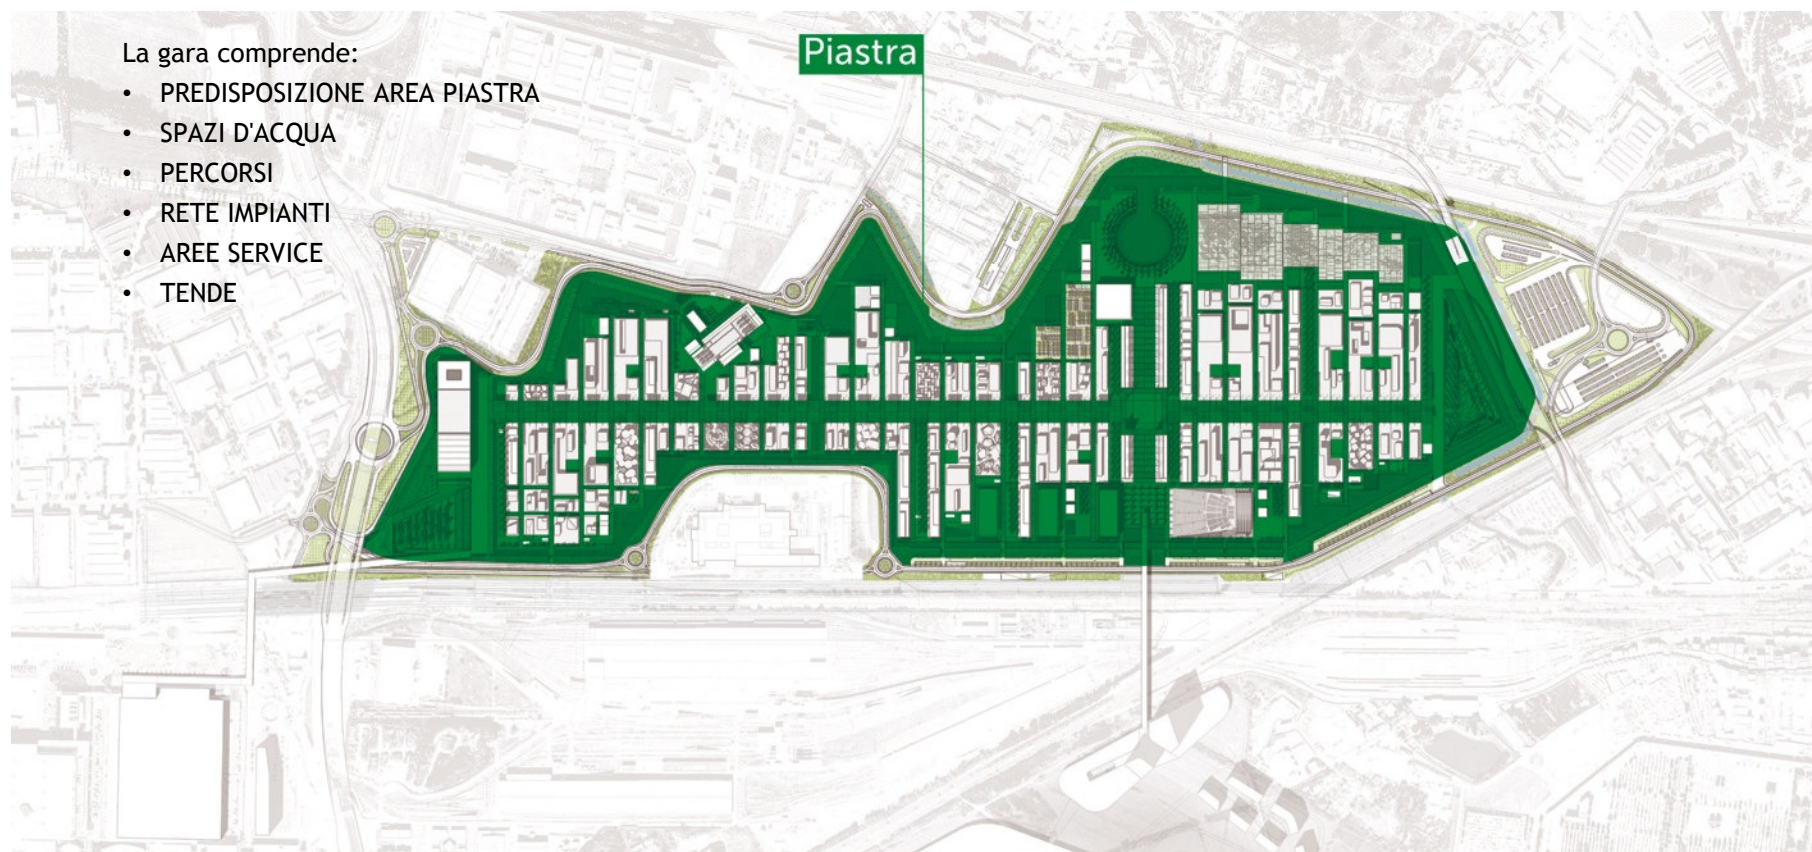 La gara comprende:
• PREDISPOSIZIONE AREA PIASTRA
• SPAZI D'ACQUA
• PERCORSI
• RETE IMPIANTI
• AREE SERVICE
• TENDE
Piastra